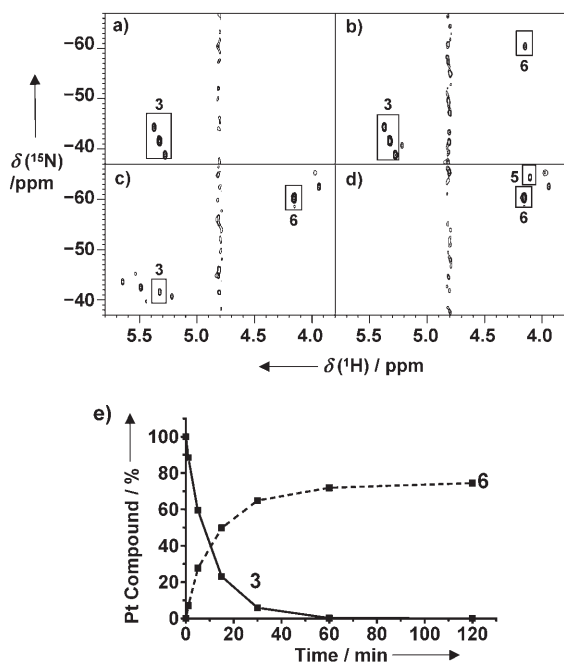 a)
b)
−60
3
6
−50
3
−40
δ(¹⁵N)
/ppm
c)
d)
5
−60
6
6
−50
3
−40
5.5 5.0 4.5 4.0 5.5 5.0 4.5 4.0
δ(¹H) / ppm
e)
100
80
60
40
20
0
Pt Compound / %
6
3
0 20 40 60 80 100 120
Time / min